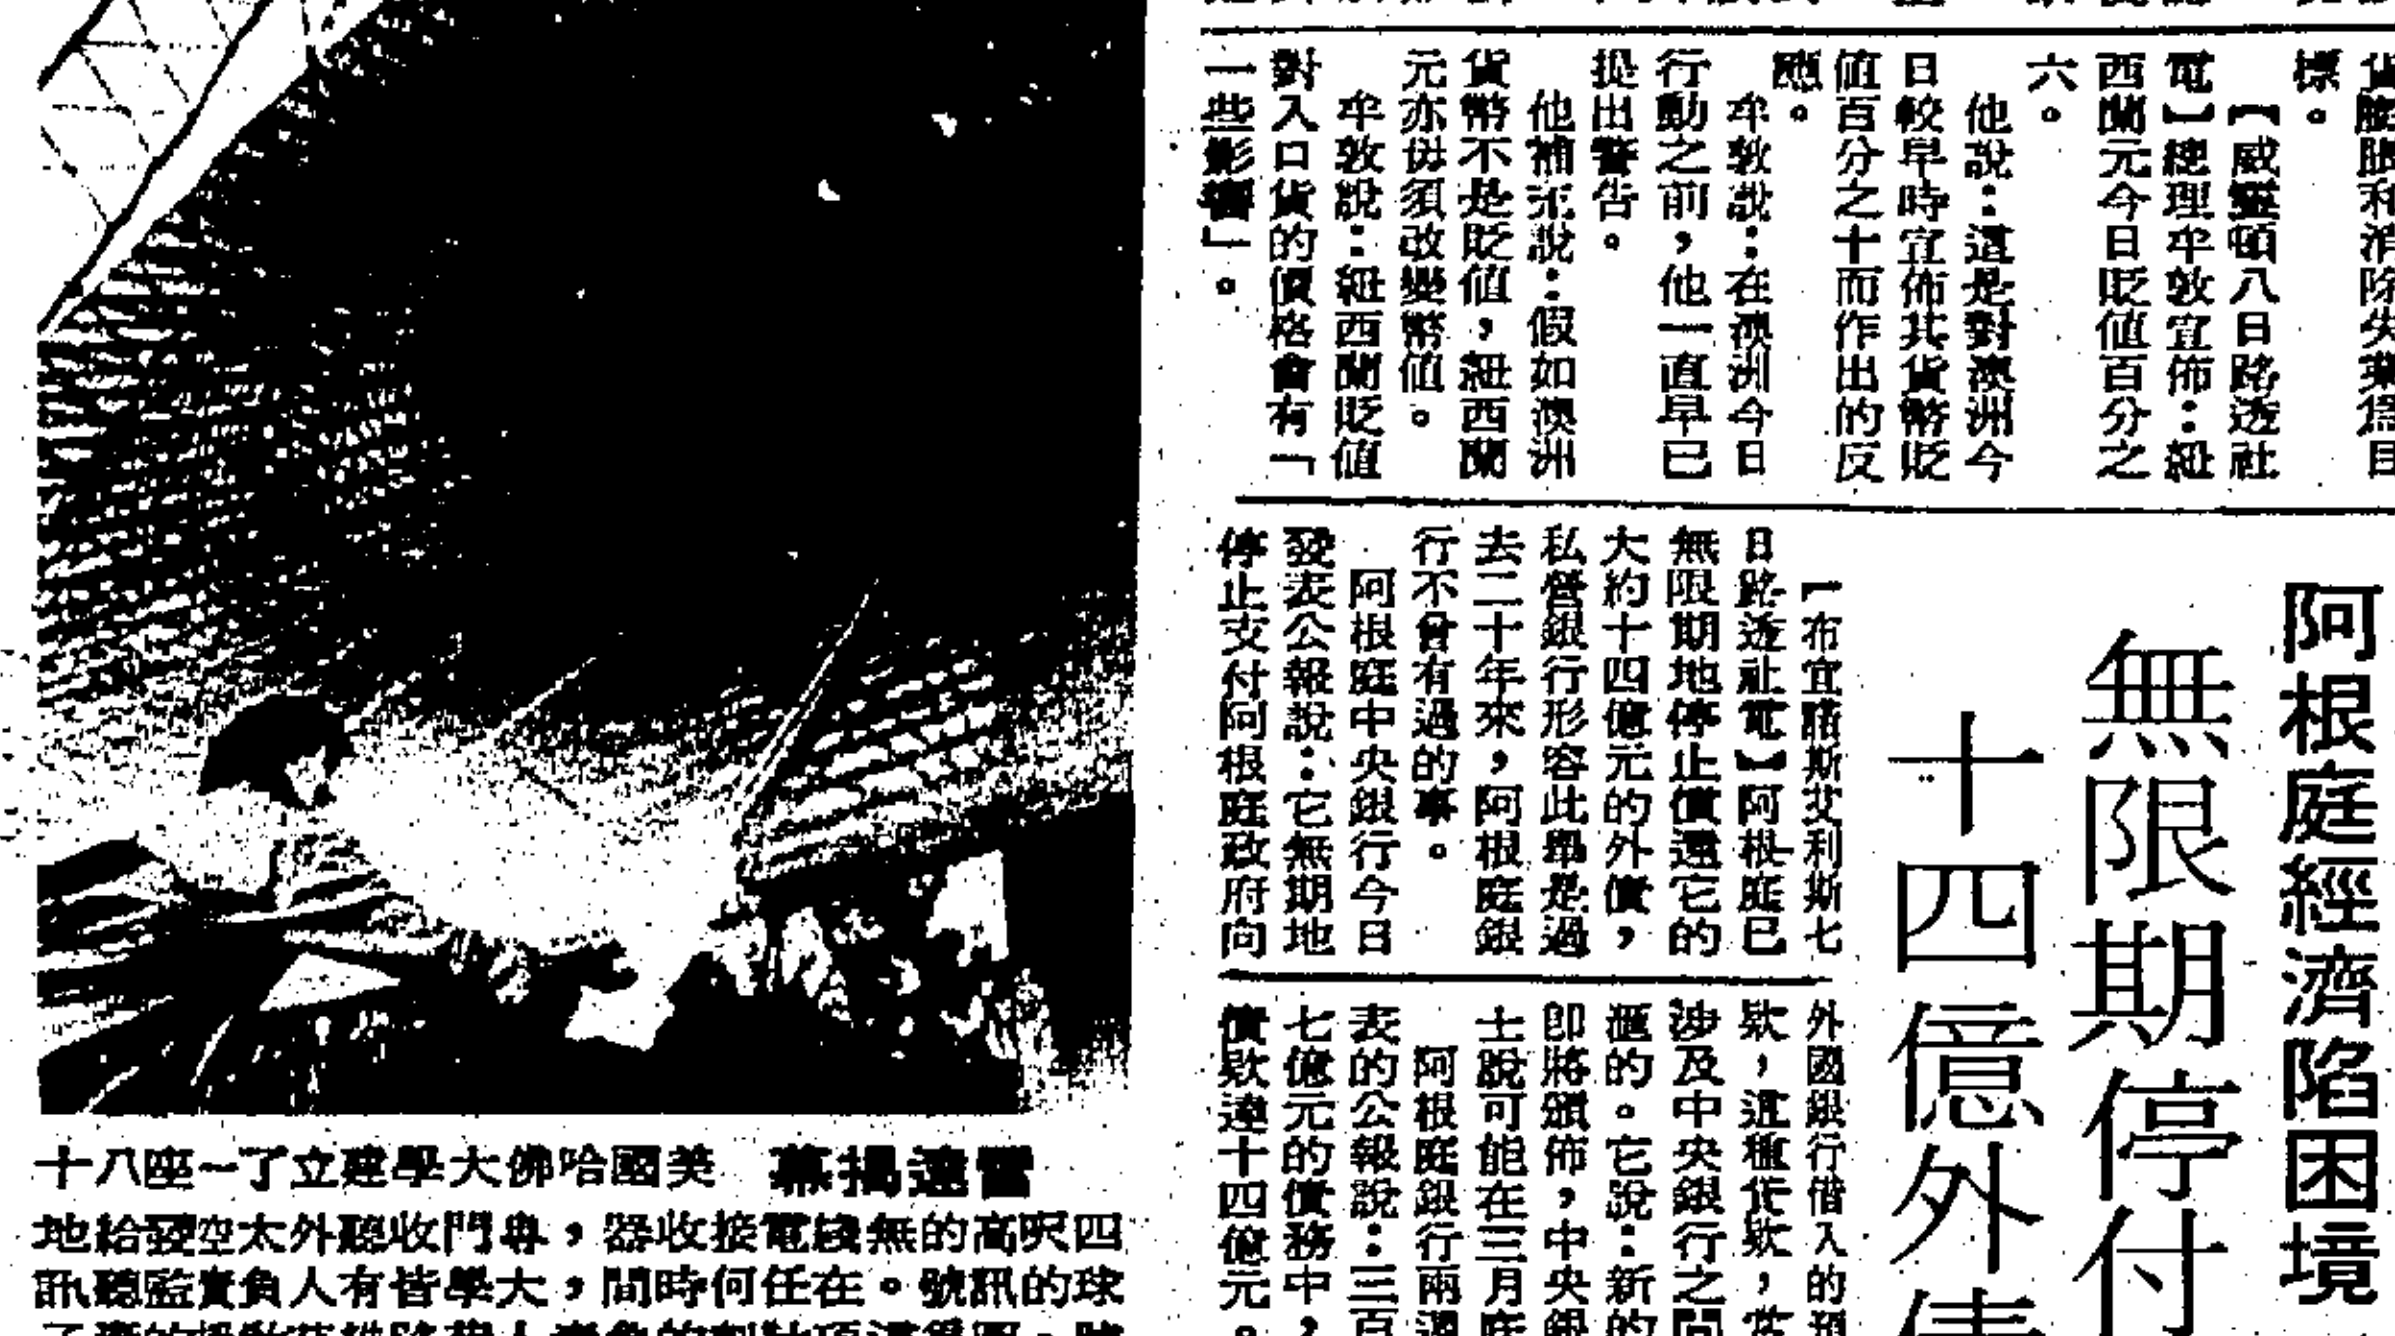 標。
【威靈頓八日路透社
電】總理牟敦宣佈：紐
西蘭元今日貶值百分之
六。
他說：這是對澳洲今
日較早時宣佈其貨幣貶
值百分之十而作出的反
應。
牟敦說：在澳洲今日
行動之前，他一直早已
提出警告。
他補充說：假如澳洲
貨幣不是貶值，紐西蘭
元亦毋須改變幣值。
牟敦說：紐西蘭貶值
對入口貨的價格會有「
一些影響」。
阿根庭經濟陷困境
無限期停付
十四億外債
【布宜諾斯艾利斯七
日路透社電】阿根庭已
無限期地停止償還它的
大約十四億元的外債，
私營銀行形容此舉是過
去二十年來，阿根庭銀
行不曾有過的事。
阿根庭中央銀行今日
發表公報說：它無期地
停止支付阿根庭政府向
外國銀行借入的
欵，這種貨欵，
涉及中央銀行之間
滙的。它說：新的
即將頒佈，中央銀
士說可能在三月底
阿根庭銀行兩週
表的公報說：三百
七億元的債務中，
債欵達十四億元。
雷達揭幕 美國哈佛大學建立了一座八十
四呎高的無綫電接收器，專門收聽外太空發給地
球的訊號。在任何時間，大學皆有人負責監聽訊